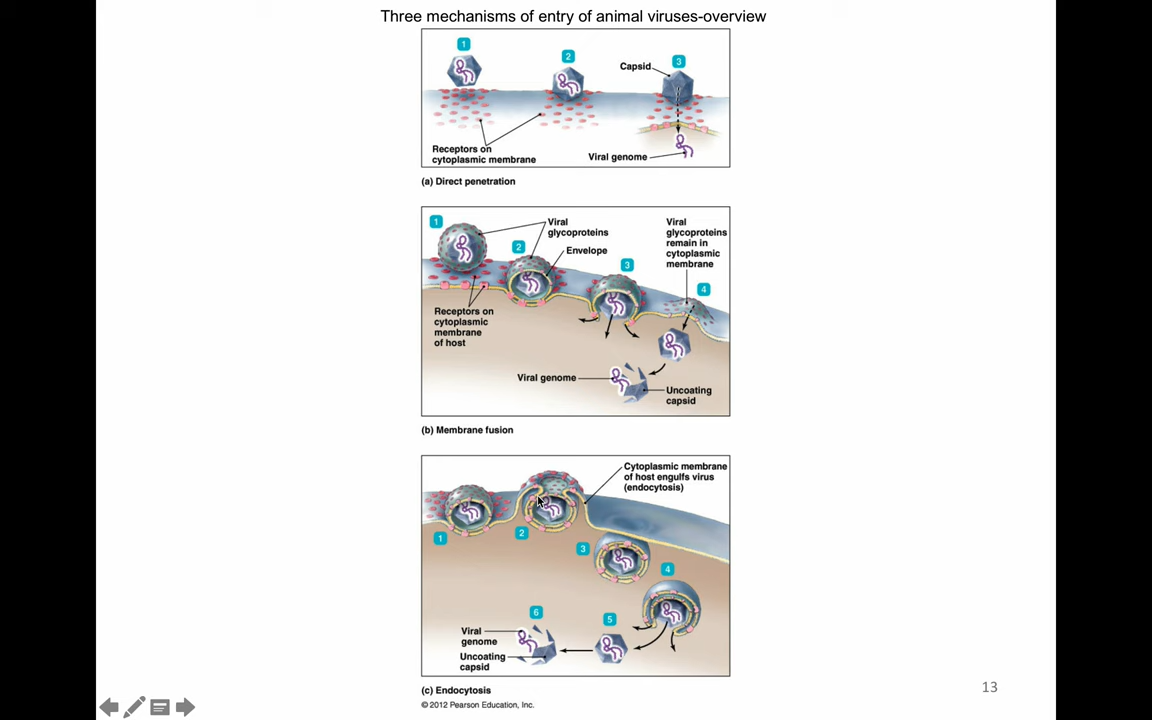 Three mechanisms of entry of animal viruses-overview
1
2
3
Capsid
Receptors on
cytoplasmic membrane
Viral genome
(a) Direct penetration
1
Viral
glycoproteins
2
Envelope
3
Viral
glycoproteins
remain in
cytoplasmic
membrane
4
Receptors on
cytoplasmic
membrane
of host
Viral genome
Uncoating
capsid
(b) Membrane fusion
Cytoplasmic membrane
of host engulfs virus
(endocytosis)
1
2
3
4
5
6
Viral
genome
Uncoating
capsid
(c) Endocytosis
© 2012 Pearson Education, Inc.
13